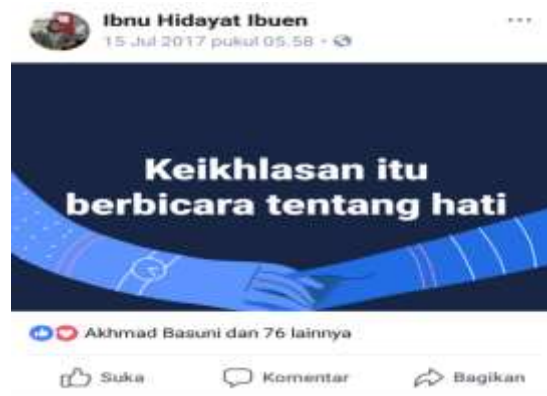 Ibnu Hidayat Ibuen
15 Jul 2017 pukul 05.58
Keikhlasan itu
berbicara tentang hati
Akhmad Basuni dan 76 lainnya
Suka Komentar Bagikan